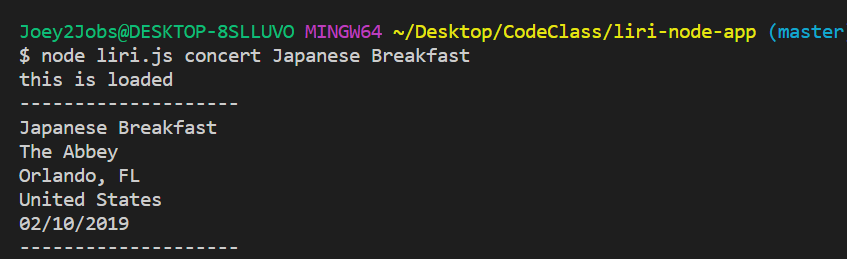 Joey2Jobs@DESKTOP-8SLLUVO MINGW64 ~/Desktop/CodeClass/liri-node-app (master
$ node liri.js concert Japanese Breakfast
this is loaded
--------------------
Japanese Breakfast
The Abbey
Orlando, FL
United States
02/10/2019
--------------------